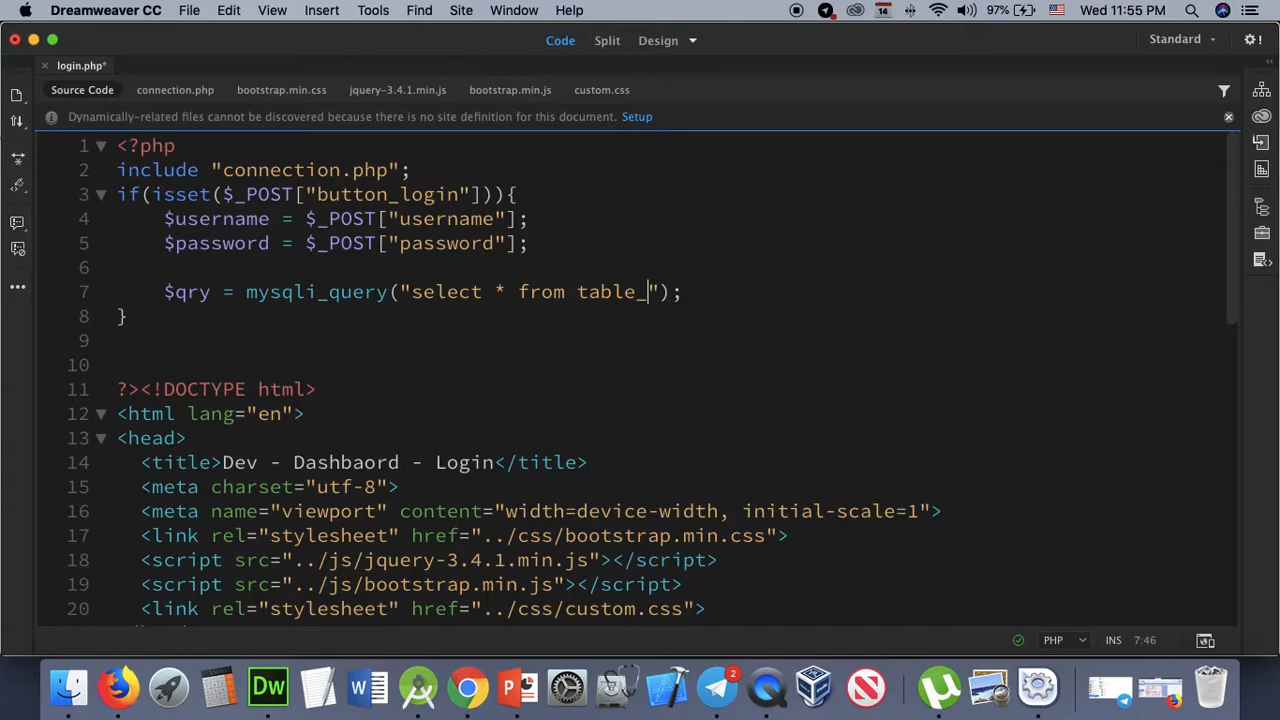 Dreamweaver CC File Edit View Insert Tools Find Site Window Help 14 97% Wed 11:55 PM
Code Split Design Standard
login.php*
Source Code connection.php bootstrap.min.css jquery-3.4.1.min.js bootstrap.min.js custom.css
Dynamically-related files cannot be discovered because there is no site definition for this document. Setup
1 <?php
2 include "connection.php";
3 if(isset($_POST["button_login"])){
4 $username = $_POST["username"];
5 $password = $_POST["password"];
6
7 $qry = mysqli_query("select * from table_");
8 }
9
10
11 ?><!DOCTYPE html>
12 <html lang="en">
13 <head>
14 <title>Dev - Dashbaord - Login</title>
15 <meta charset="utf-8">
16 <meta name="viewport" content="width=device-width, initial-scale=1">
17 <link rel="stylesheet" href="../css/bootstrap.min.css">
18 <script src="../js/jquery-3.4.1.min.js"></script>
19 <script src="../js/bootstrap.min.js"></script>
20 <link rel="stylesheet" href="../css/custom.css">
PHP INS 7:46
Dw W P 2 N µ